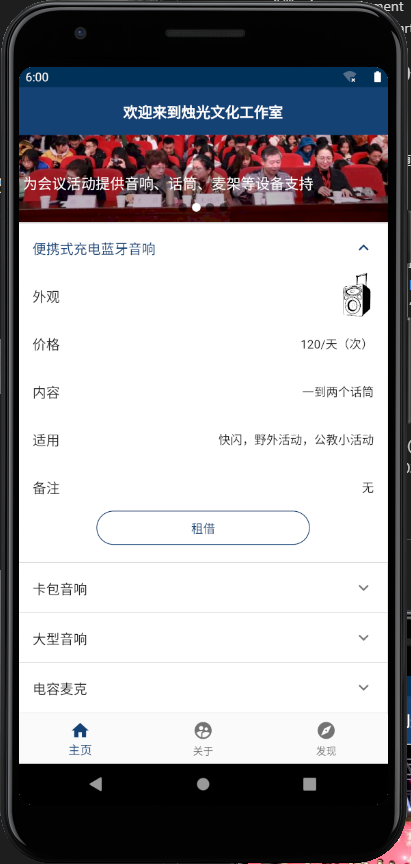 ment
6:00
欢迎来到烛光文化工作室
为会议活动提供音响、话筒、麦架等设备支持
便携式充电蓝牙音响
外观
价格 120/天（次）
内容 一到两个话筒
适用 快闪，野外活动，公教小活动
备注 无
租借
卡包音响
大型音响
电容麦克
主页 关于 发现